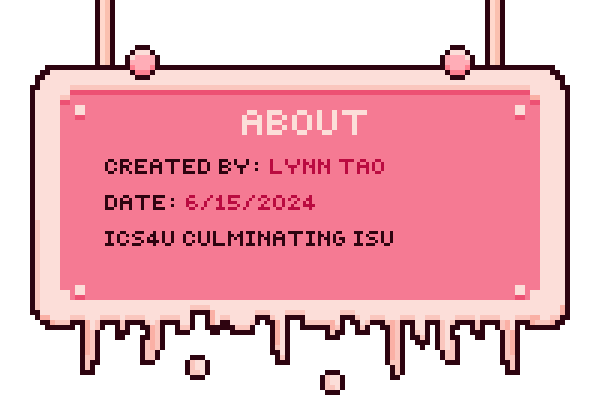 ABOUT
CREATED BY: LYNN TAO
DATE: 6/15/2024
ICS4U CULMINATING ISU